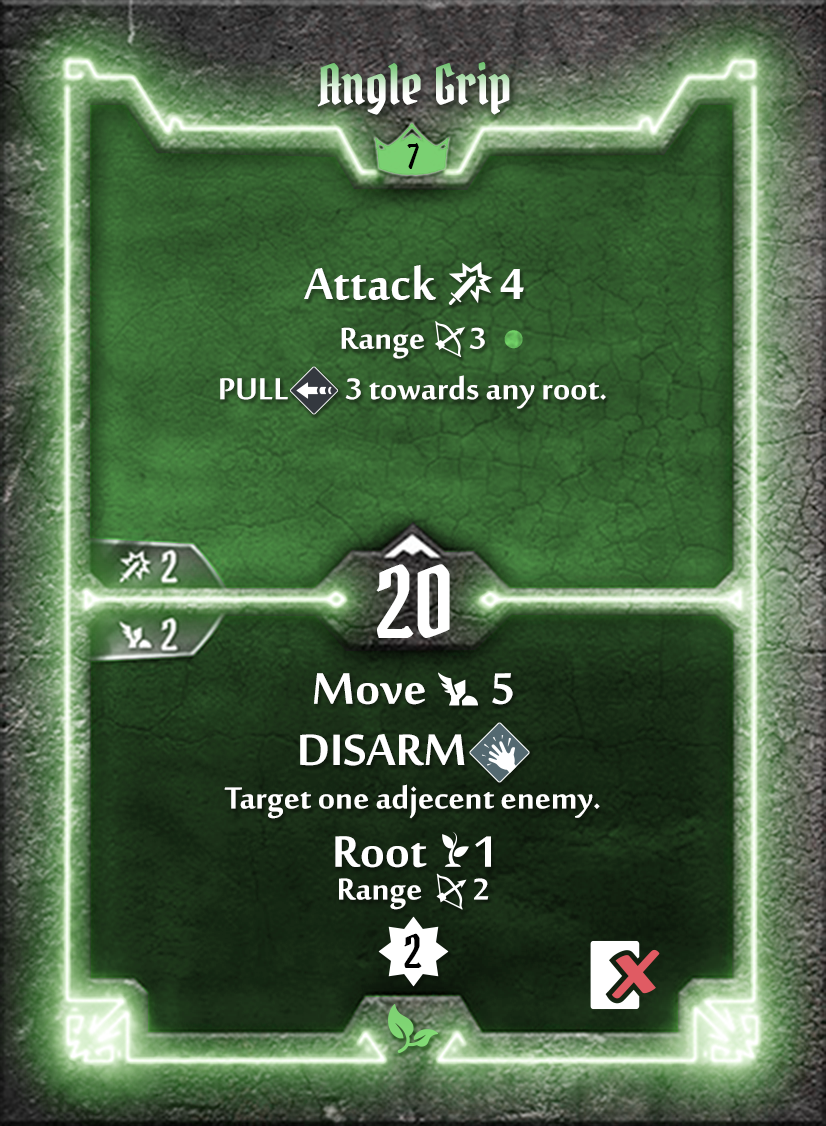 Angle Grip
7
Attack 4
Range 3
PULL 3 towards any root.
2
20
2
Move 5
DISARM
Target one adjecent enemy.
Root 1
Range 2
2